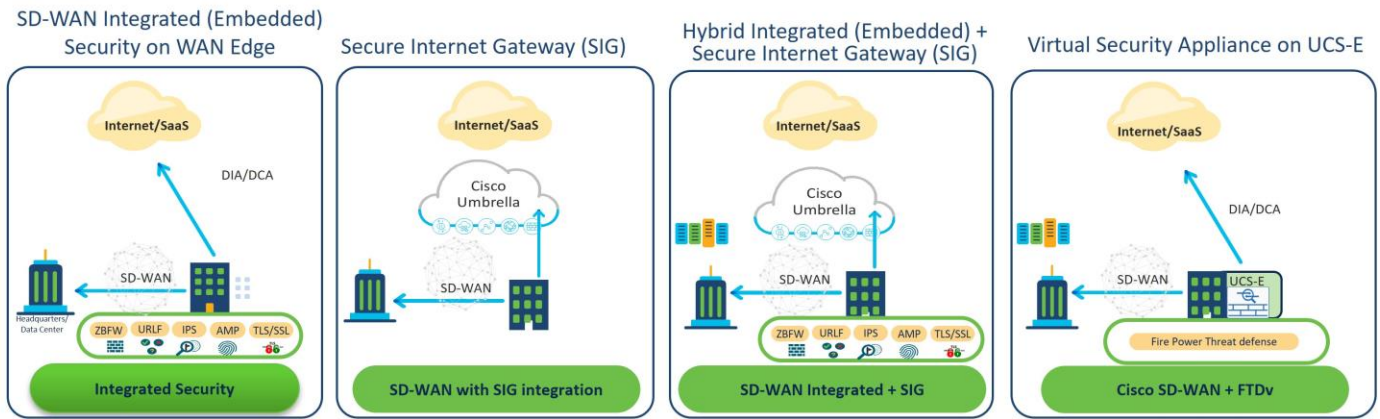 SD-WAN Integrated (Embedded)
Security on WAN Edge
Internet/SaaS
DIA/DCA
SD-WAN
Headquarters/
Data Center
ZBFW URLF IPS AMP TLS/SSL
Integrated Security
Secure Internet Gateway (SIG)
Internet/SaaS
Cisco
Umbrella
SD-WAN
SD-WAN with SIG integration
Hybrid Integrated (Embedded) +
Secure Internet Gateway (SIG)
Internet/SaaS
Cisco
Umbrella
SD-WAN
ZBFW URLF IPS AMP TLS/SSL
SD-WAN Integrated + SIG
Virtual Security Appliance on UCS-E
Internet/SaaS
DIA/DCA
SD-WAN
UCS-E
Fire Power Threat defense
Cisco SD-WAN + FTDv